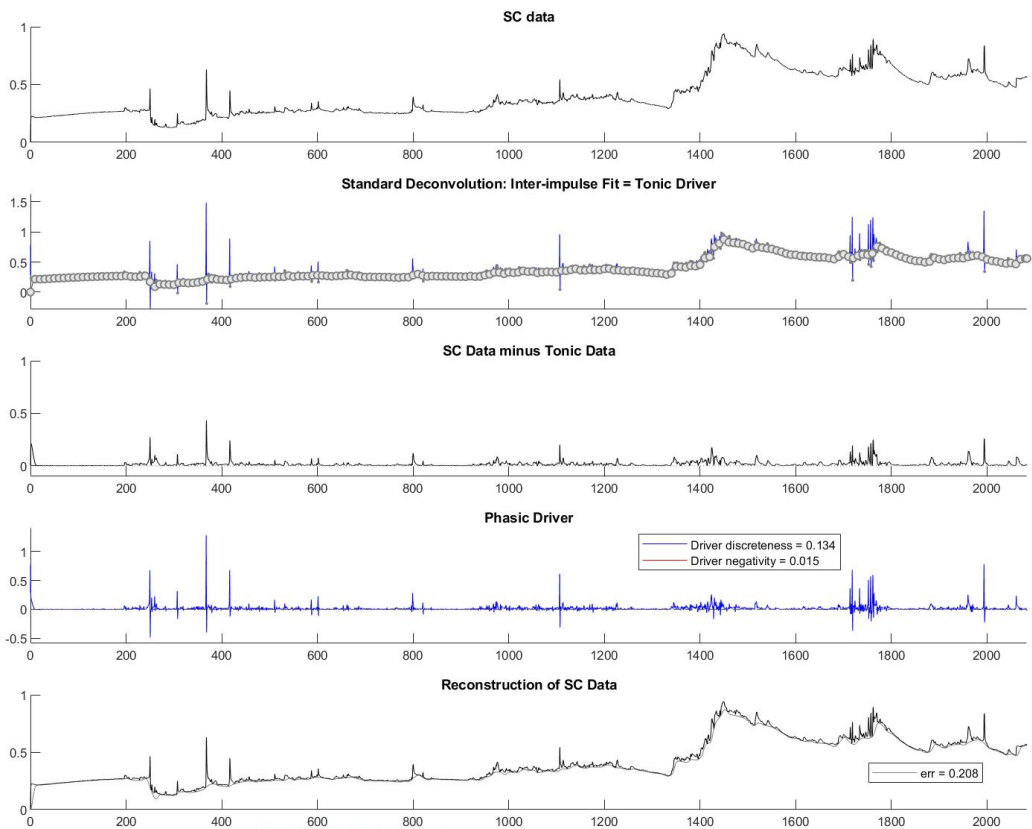 SC data
1
0.5
0
0 200 400 600 800 1000 1200 1400 1600 1800 2000
Standard Deconvolution: Inter-impulse Fit = Tonic Driver
1.5
1
0.5
0
0 200 400 600 800 1000 1200 1400 1600 1800 2000
SC Data minus Tonic Data
1
0.5
0
0 200 400 600 800 1000 1200 1400 1600 1800 2000
Phasic Driver
Driver discreteness = 0.134
Driver negativity = 0.015
1
0.5
0
-0.5
0 200 400 600 800 1000 1200 1400 1600 1800 2000
Reconstruction of SC Data
1
0.5
err = 0.208
0
0 200 400 600 800 1000 1200 1400 1600 1800 2000